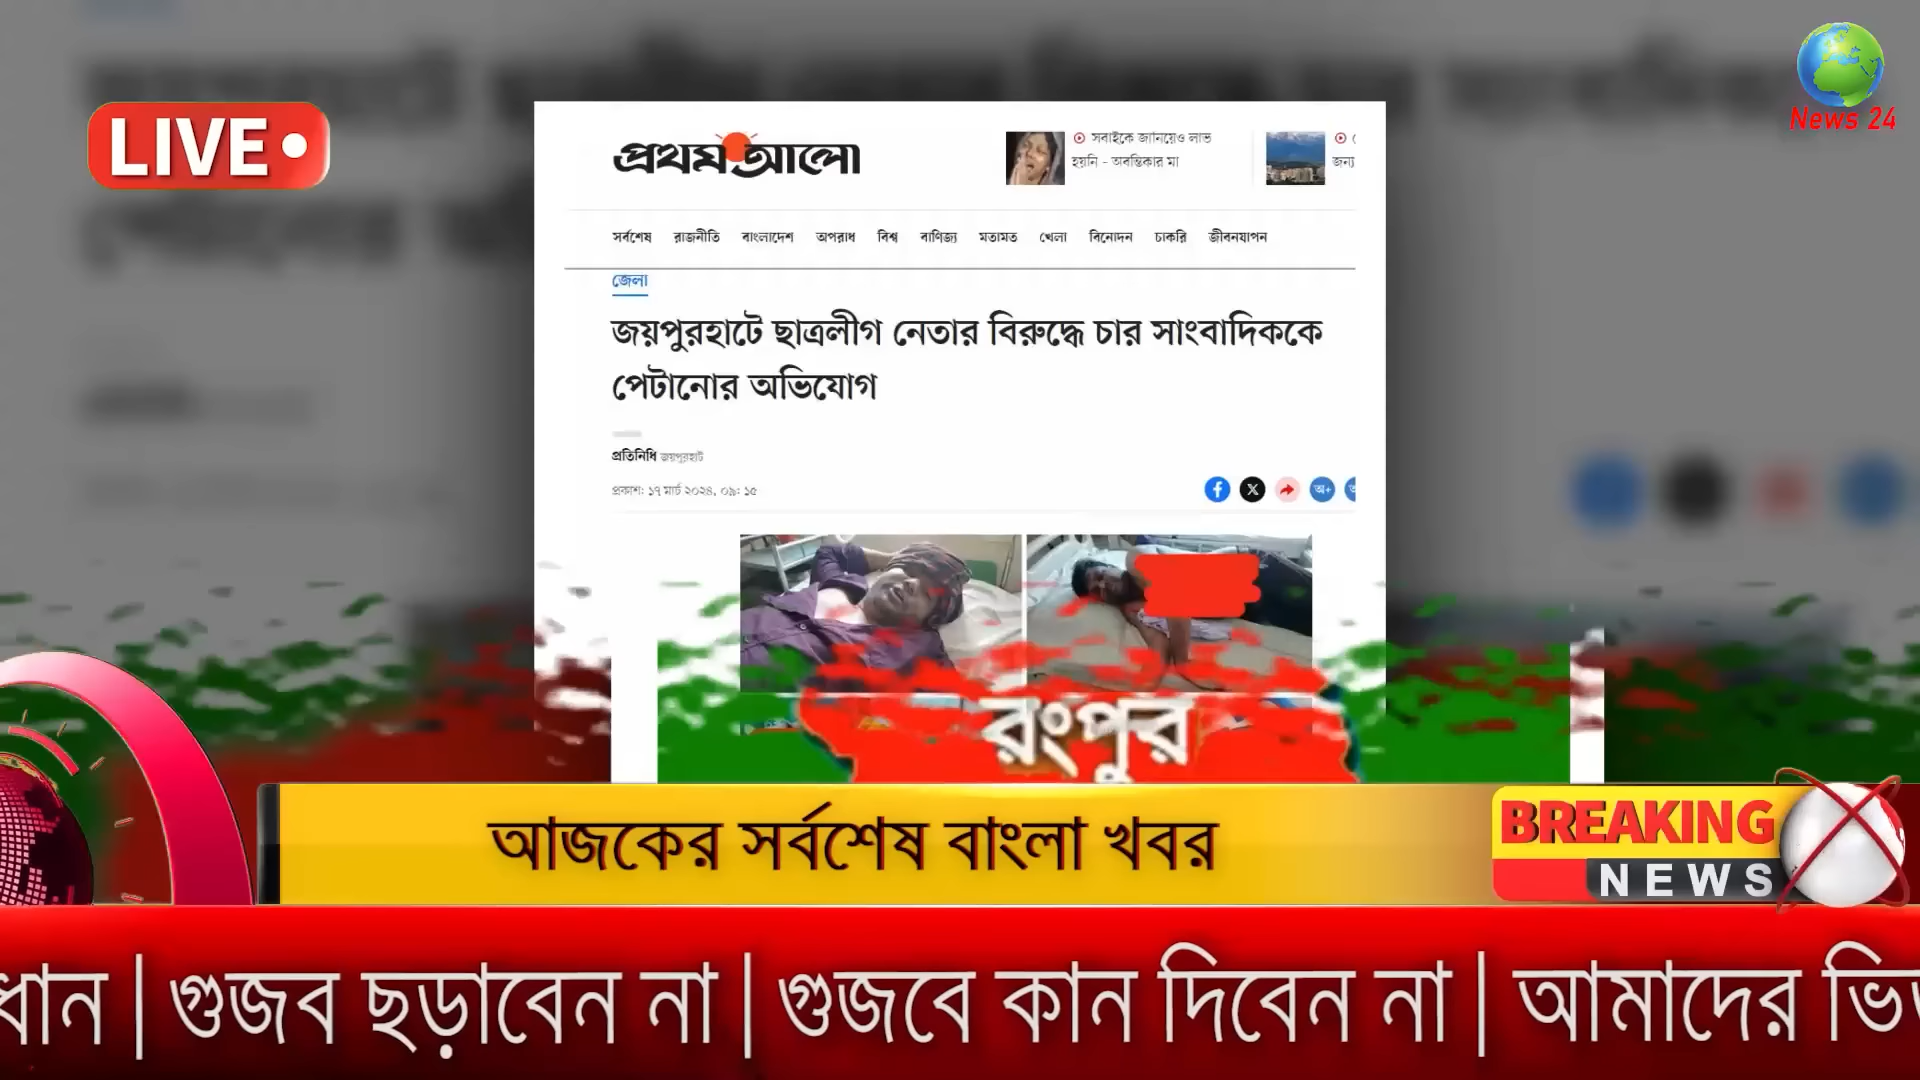 LIVE
News 24
প্রথম আলো
সবাইকে জানিয়েও লাভ
হয়নি - অবন্তিকার মা
জন্য
সর্বশেষ রাজনীতি বাংলাদেশ অপরাধ বিশ্ব বাণিজ্য মতামত খেলা বিনোদন চাকরি জীবনযাপন
জেলা
জয়পুরহাটে ছাত্রলীগ নেতার বিরুদ্ধে চার সাংবাদিককে
পেটানোর অভিযোগ
প্রতিনিধি জয়পুরহাট
প্রকাশ: ১৭ মার্চ ২০২৪, ০৯: ১৫
অ+
রংপুর
আজকের সর্বশেষ বাংলা খবর
BREAKING
NEWS
ধান | গুজব ছড়াবেন না | গুজবে কান দিবেন না | আমাদের